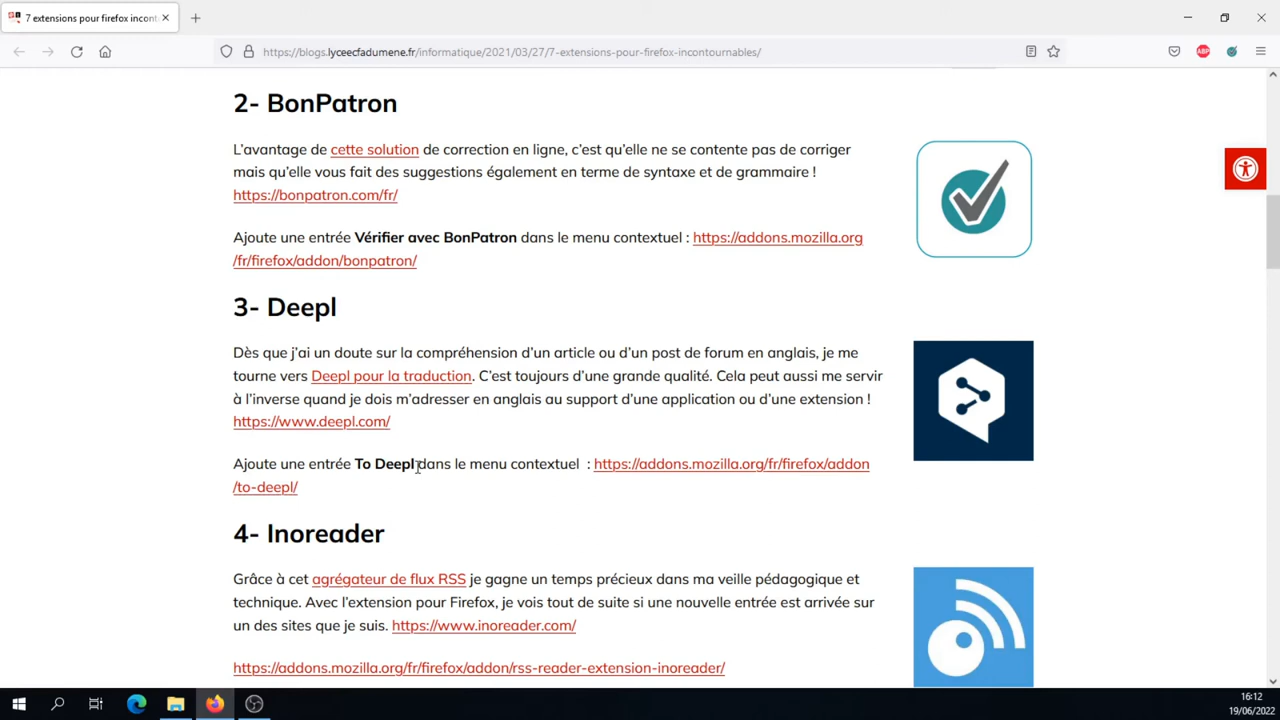 7 extensions pour firefox incont
https://blogs.lyceecfadumene.fr/informatique/2021/03/27/7-extensions-pour-firefox-incontournables/
ABP
2- BonPatron
L'avantage de cette solution de correction en ligne, c'est qu'elle ne se contente pas de corriger
mais qu'elle vous fait des suggestions également en terme de syntaxe et de grammaire !
https://bonpatron.com/fr/
Ajoute une entrée Vérifier avec BonPatron dans le menu contextuel : https://addons.mozilla.org
/fr/firefox/addon/bonpatron/
3- Deepl
Dès que j'ai un doute sur la compréhension d'un article ou d'un post de forum en anglais, je me
tourne vers Deepl pour la traduction. C'est toujours d'une grande qualité. Cela peut aussi me servir
à l'inverse quand je dois m'adresser en anglais au support d'une application ou d'une extension !
https://www.deepl.com/
Ajoute une entrée To Deepl dans le menu contextuel  : https://addons.mozilla.org/fr/firefox/addon
/to-deepl/
4- Inoreader
Grâce à cet agrégateur de flux RSS je gagne un temps précieux dans ma veille pédagogique et
technique. Avec l'extension pour Firefox, je vois tout de suite si une nouvelle entrée est arrivée sur
un des sites que je suis. https://www.inoreader.com/
https://addons.mozilla.org/fr/firefox/addon/rss-reader-extension-inoreader/
16:12
19/06/2022